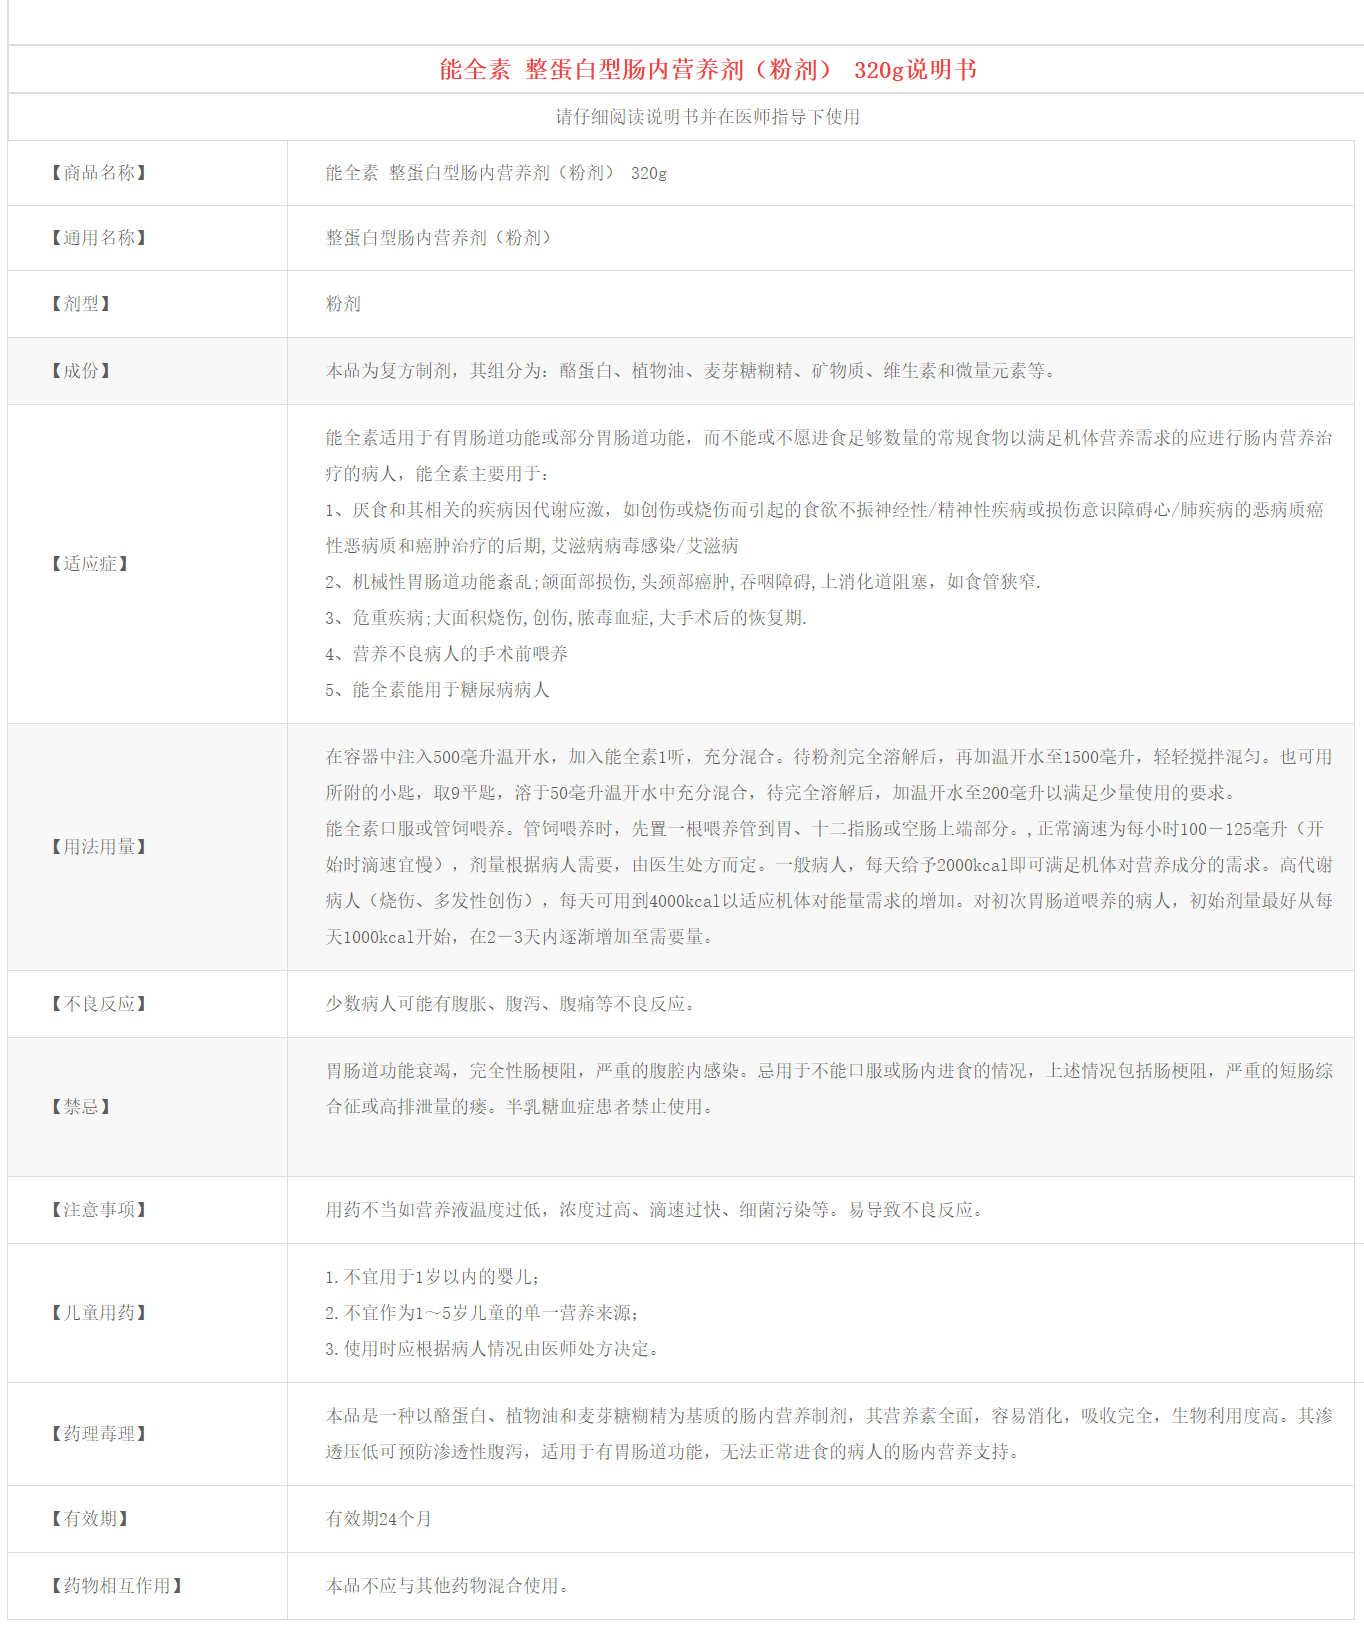 能全素 整蛋白型肠内营养剂（粉剂） 320g说明书
请仔细阅读说明书并在医师指导下使用
【商品名称】
能全素 整蛋白型肠内营养剂（粉剂） 320g
【通用名称】
整蛋白型肠内营养剂（粉剂）
【剂型】
粉剂
【成份】
本品为复方制剂，其组分为：酪蛋白、植物油、麦芽糖糊精、矿物质、维生素和微量元素等。
【适应症】
能全素适用于有胃肠道功能或部分胃肠道功能，而不能或不愿进食足够数量的常规食物以满足机体营养需求的应进行肠内营养治
疗的病人，能全素主要用于：
1、厌食和其相关的疾病因代谢应激，如创伤或烧伤而引起的食欲不振神经性/精神性疾病或损伤意识障碍心/肺疾病的恶病质癌
性恶病质和癌肿治疗的后期,艾滋病病毒感染/艾滋病
2、机械性胃肠道功能紊乱;颌面部损伤,头颈部癌肿,吞咽障碍,上消化道阻塞，如食管狭窄.
3、危重疾病;大面积烧伤,创伤,脓毒血症,大手术后的恢复期.
4、营养不良病人的手术前喂养
5、能全素能用于糖尿病病人
【用法用量】
在容器中注入500毫升温开水，加入能全素1听，充分混合。待粉剂完全溶解后，再加温开水至1500毫升，轻轻搅拌混匀。也可用
所附的小匙，取9平匙，溶于50毫升温开水中充分混合，待完全溶解后，加温开水至200毫升以满足少量使用的要求。
能全素口服或管饲喂养。管饲喂养时，先置一根喂养管到胃、十二指肠或空肠上端部分。,正常滴速为每小时100－125毫升（开
始时滴速宜慢），剂量根据病人需要，由医生处方而定。一般病人，每天给予2000kcal即可满足机体对营养成分的需求。高代谢
病人（烧伤、多发性创伤），每天可用到4000kcal以适应机体对能量需求的增加。对初次胃肠道喂养的病人，初始剂量最好从每
天1000kcal开始，在2－3天内逐渐增加至需要量。
【不良反应】
少数病人可能有腹胀、腹泻、腹痛等不良反应。
【禁忌】
胃肠道功能衰竭，完全性肠梗阻，严重的腹腔内感染。忌用于不能口服或肠内进食的情况，上述情况包括肠梗阻，严重的短肠综
合征或高排泄量的瘘。半乳糖血症患者禁止使用。
【注意事项】
用药不当如营养液温度过低，浓度过高、滴速过快、细菌污染等。易导致不良反应。
【儿童用药】
1.不宜用于1岁以内的婴儿；
2.不宜作为1～5岁儿童的单一营养来源；
3.使用时应根据病人情况由医师处方决定。
【药理毒理】
本品是一种以酪蛋白、植物油和麦芽糖糊精为基质的肠内营养制剂，其营养素全面，容易消化，吸收完全，生物利用度高。其渗
透压低可预防渗透性腹泻，适用于有胃肠道功能，无法正常进食的病人的肠内营养支持。
【有效期】
有效期24个月
【药物相互作用】
本品不应与其他药物混合使用。